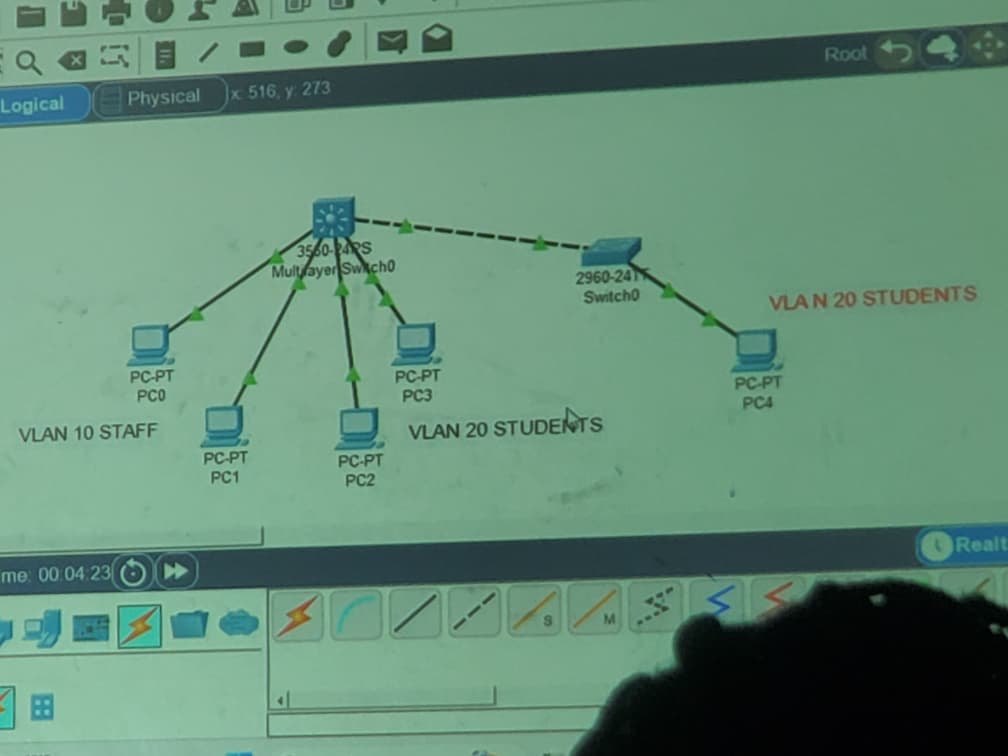 Root
Logical
Physical
x: 516, y: 273
3560-24PS
Multilayer Switch0
2960-24TT
Switch0
VLAN 20 STUDENTS
PC-PT
PC0
PC-PT
PC3
PC-PT
PC4
VLAN 10 STAFF
PC-PT
PC1
PC-PT
PC2
VLAN 20 STUDENTS
me: 00:04:23
Realt
S
M